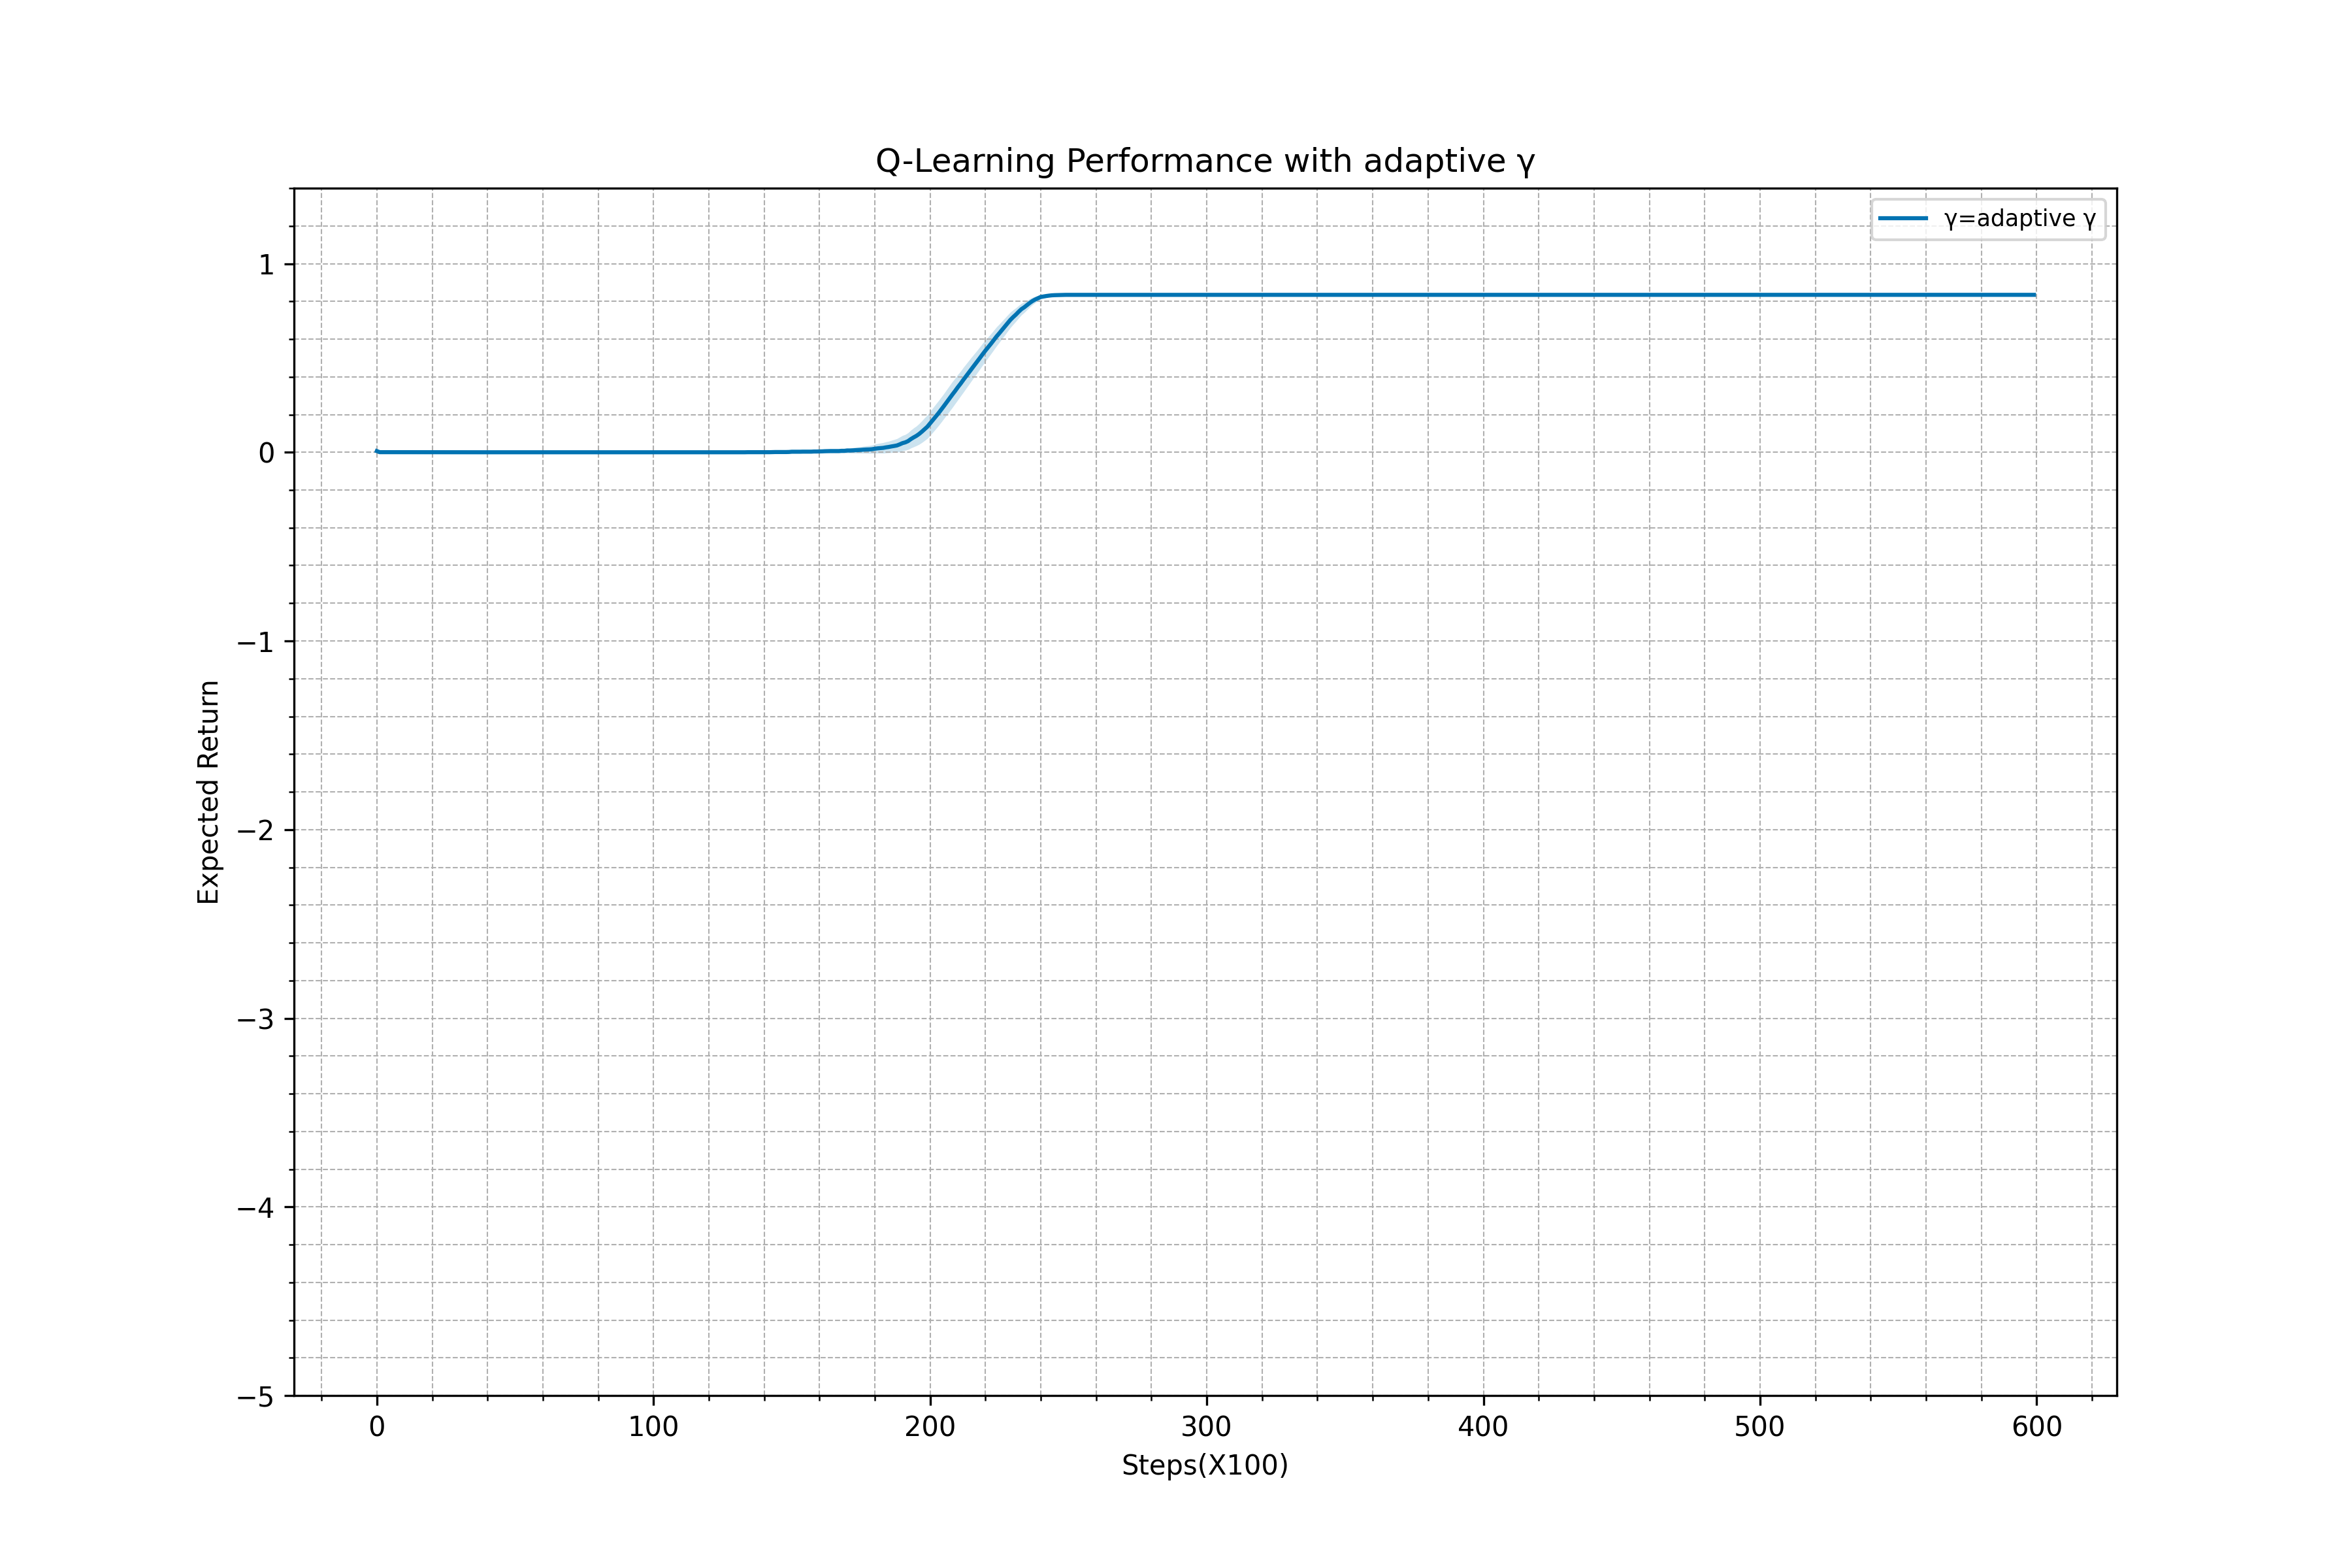 Q-Learning Performance with adaptive γ
γ=adaptive γ
1
0
−1
−2
−3
−4
−5
Expected Return
0 100 200 300 400 500 600
Steps(X100)